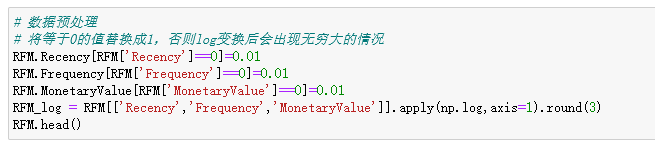 # 数据预处理
# 将等于0的值替换成1，否则log变换后会出现无穷大的情况
RFM.Recency[RFM['Recency']==0]=0.01
RFM.Frequency[RFM['Frequency']==0]=0.01
RFM.MonetaryValue[RFM['MonetaryValue']==0]=0.01
RFM_log = RFM[['Recency','Frequency','MonetaryValue']].apply(np.log,axis=1).round(3)
RFM.head()